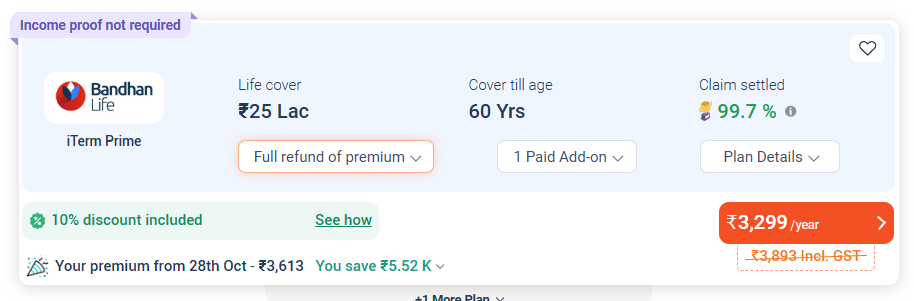 Income proof not required
Bandhan
Life
iTerm Prime
Life cover
₹25 Lac
Cover till age
60 Yrs
Claim settled
99.7 %
Full refund of premium
1 Paid Add-on
Plan Details
10% discount included
See how
₹3,299 /year
₹3,893 Incl. GST
Your premium from 28th Oct - ₹3,613 You save ₹5.52 K
+1 More Plan